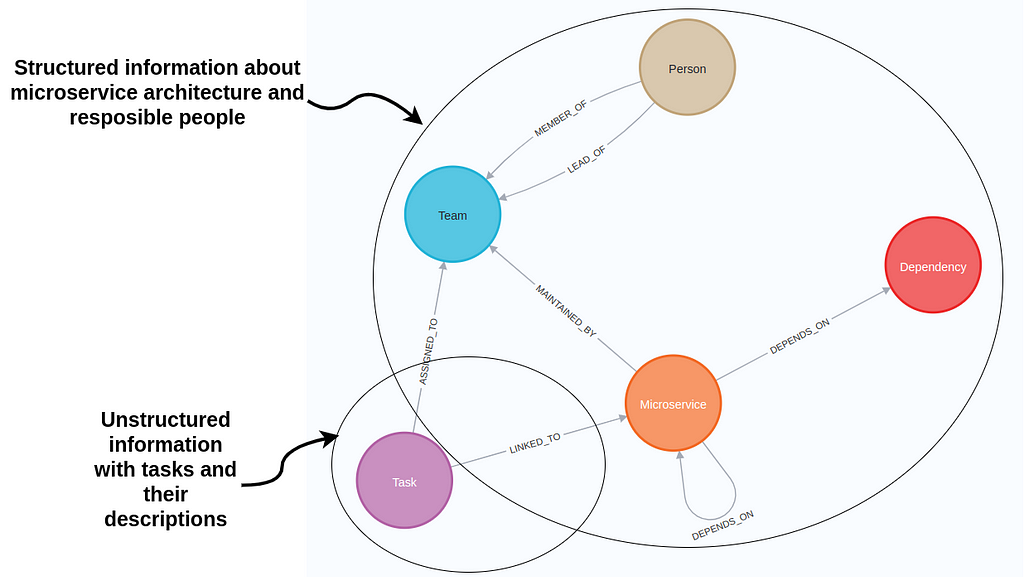 Structured information about
microservice architecture and
resposible people
Person
MEMBER_OF
LEAD_OF
Team
Dependency
MAINTAINED_BY
DEPENDS_ON
ASSIGNED_TO
Microservice
Unstructured
information
with tasks and
their
descriptions
LINKED_TO
Task
DEPENDS_ON